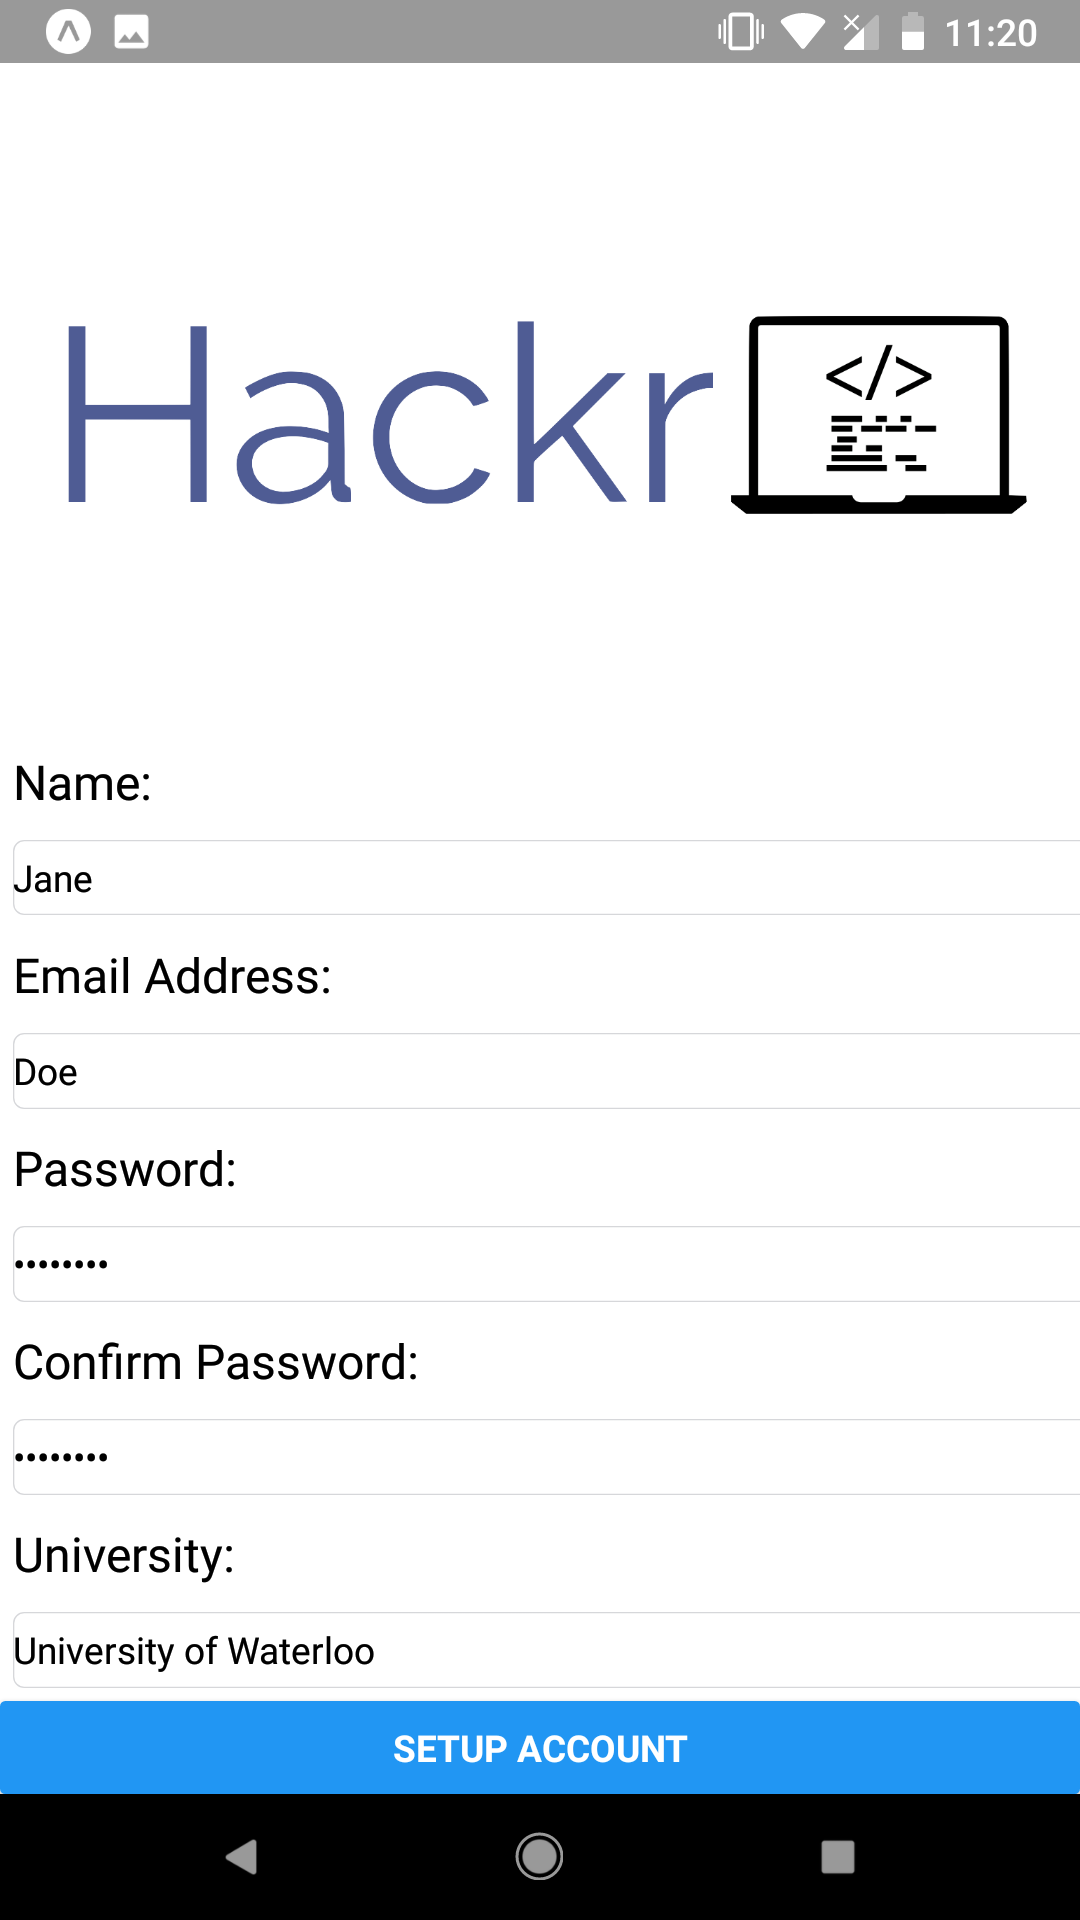 11:20
Hackr
</>
Name:
Jane
Email Address:
Doe
Password:
••••••••
Confirm Password:
••••••••
University:
University of Waterloo
SETUP ACCOUNT